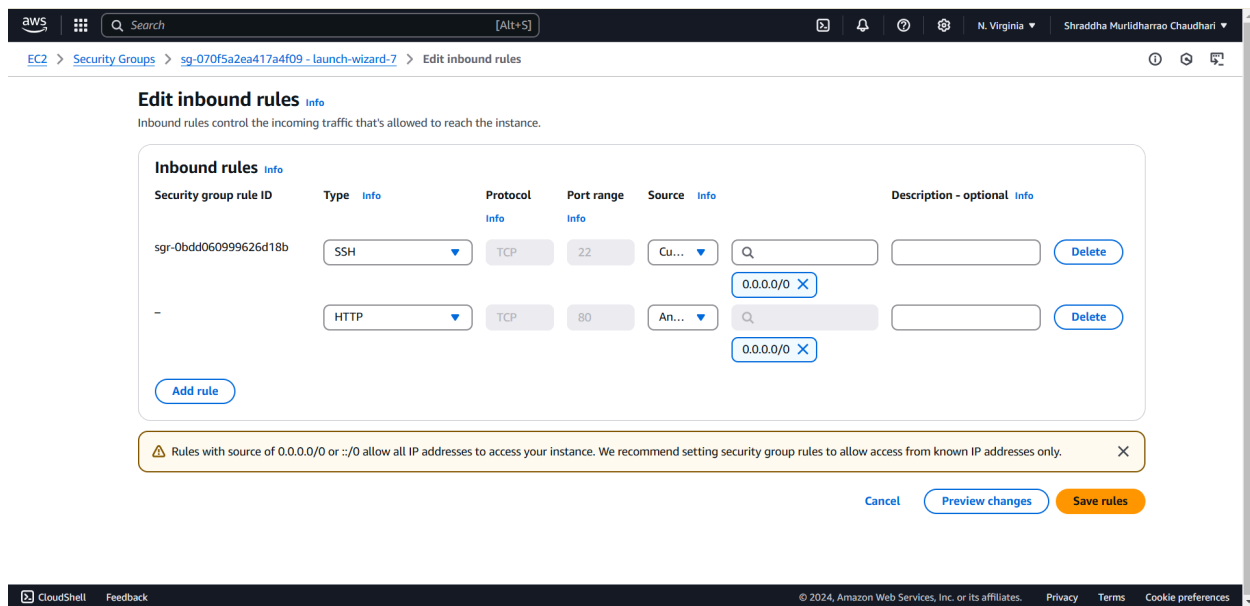 aws Search [Alt+S] N. Virginia Shraddha Murlidharrao Chaudhari
EC2 > Security Groups > sg-070f5a2ea417a4f09 - launch-wizard-7 > Edit inbound rules
Edit inbound rules Info
Inbound rules control the incoming traffic that's allowed to reach the instance.
Inbound rules Info
Security group rule ID Type Info Protocol Port range Source Info Description - optional Info
Info Info
sgr-0bdd060999626d18b SSH TCP 22 Cu... Delete
0.0.0.0/0
– HTTP TCP 80 An... Delete
0.0.0.0/0
Add rule
Rules with source of 0.0.0.0/0 or ::/0 allow all IP addresses to access your instance. We recommend setting security group rules to allow access from known IP addresses only.
Cancel Preview changes Save rules
CloudShell Feedback © 2024, Amazon Web Services, Inc. or its affiliates. Privacy Terms Cookie preferences